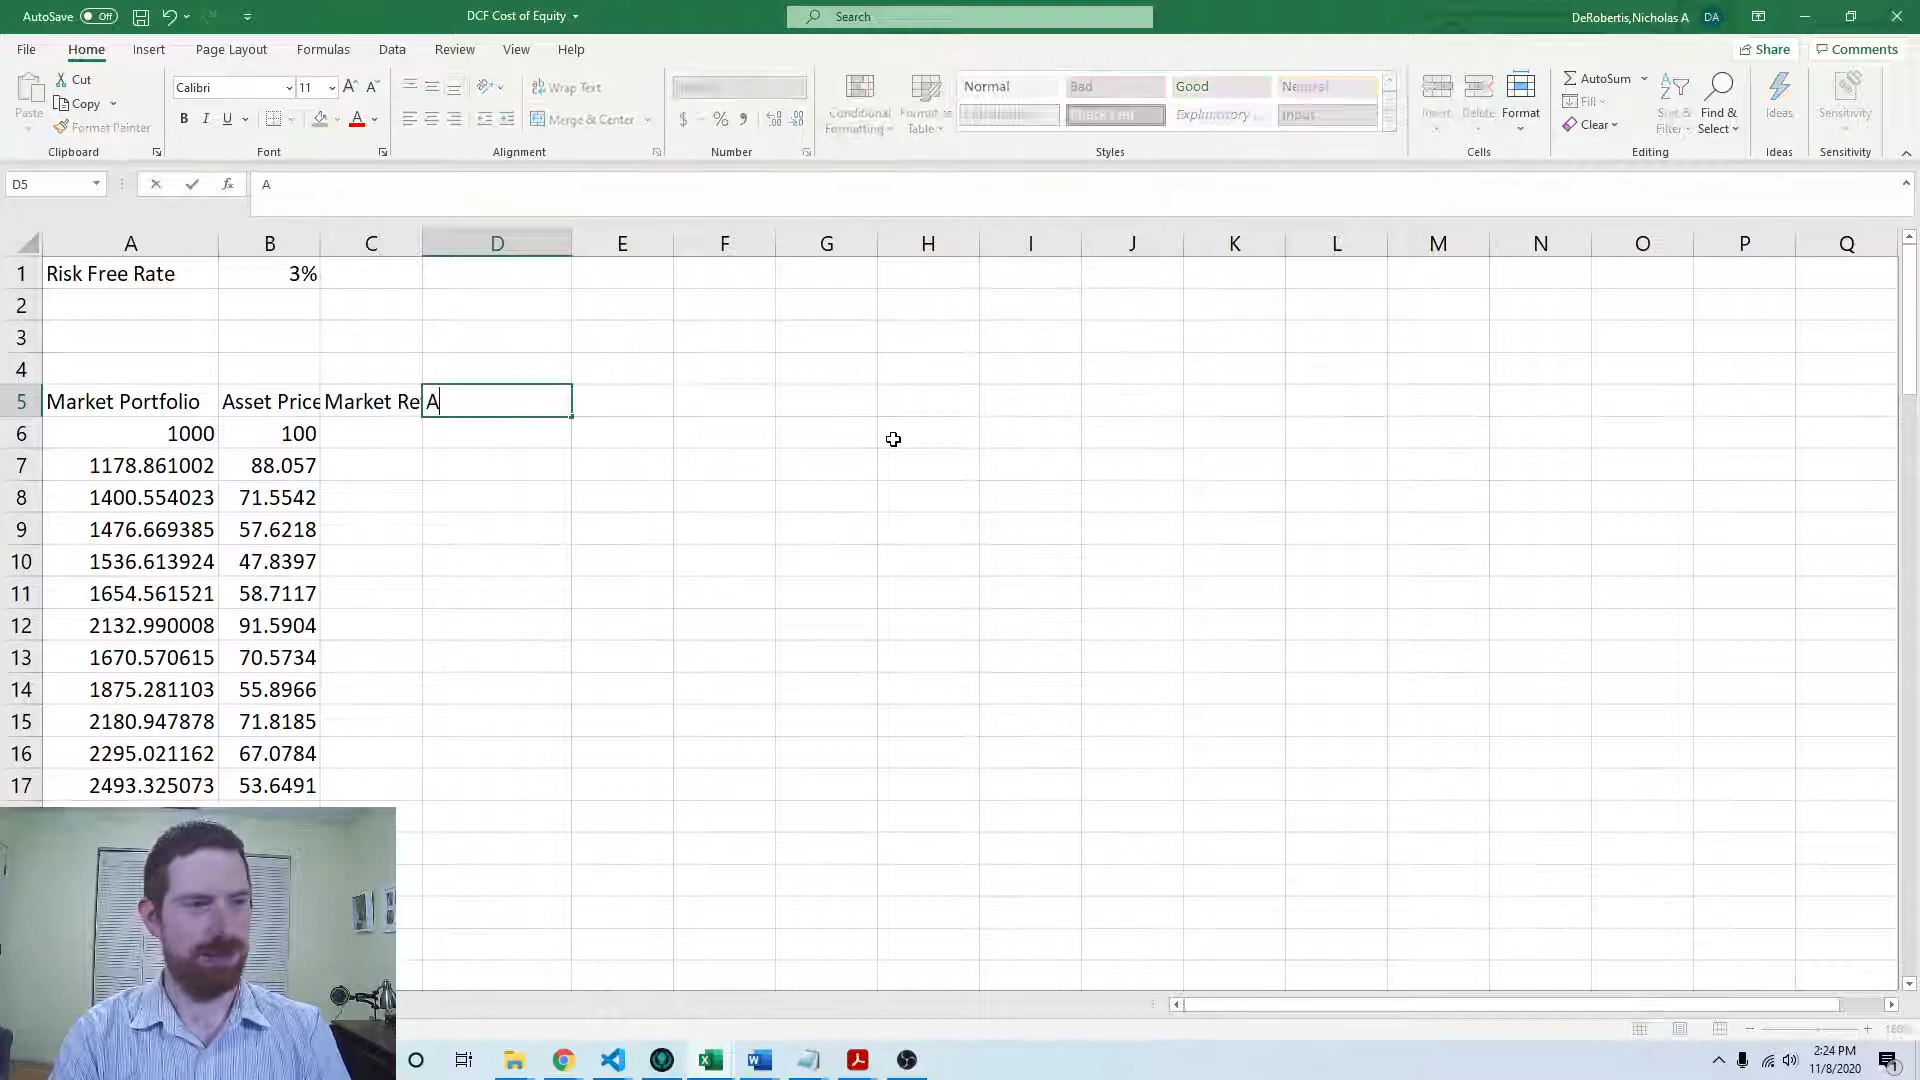 AutoSave Off DCF Cost of Equity Search DeRobertis,Nicholas A DA
File Home Insert Page Layout Formulas Data Review View Help Share Comments
Paste Cut Copy Format Painter Clipboard
Calibri 11 B I U A Font
Wrap Text Merge & Center Alignment
$ % Number
Conditional Formatting Format as Table Normal Bad Good Neutral Explanatory Input Styles
Insert Delete Format Cells
AutoSum Fill Clear Sort & Filter Find & Select Editing
Ideas Ideas
Sensitivity Sensitivity
D5 fx A
A B C D E F G H I J K L M N O P Q
1 Risk Free Rate 3%
2
3
4
5 Market Portfolio Asset Price Market Re A
6 1000 100
7 1178.861002 88.057
8 1400.554023 71.5542
9 1476.669385 57.6218
10 1536.613924 47.8397
11 1654.561521 58.7117
12 2132.990008 91.5904
13 1670.570615 70.5734
14 1875.281103 55.8966
15 2180.947878 71.8185
16 2295.021162 67.0784
17 2493.325073 53.6491
180%
2:24 PM
11/8/2020